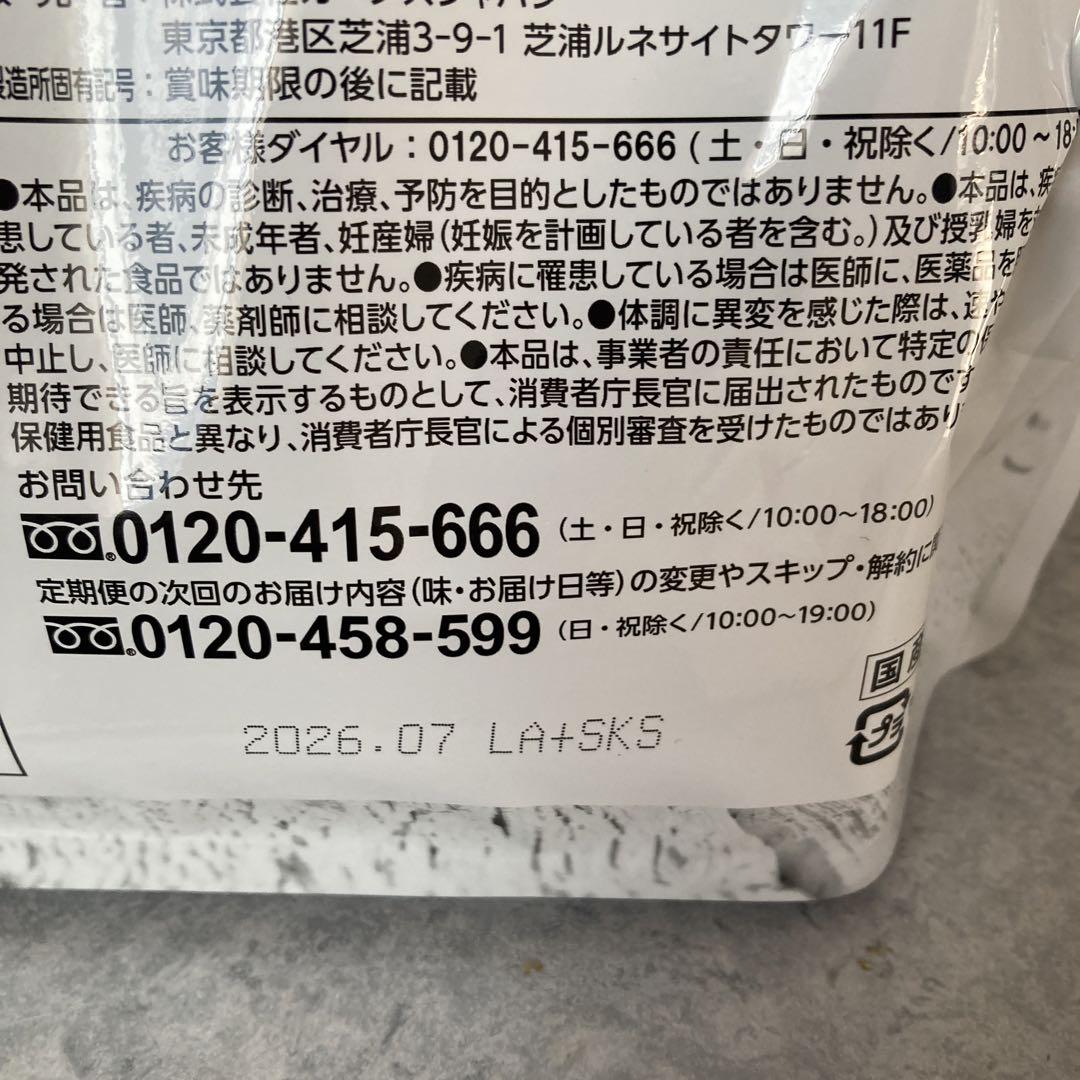 東京都港区芝浦3-9-1 芝浦ルネサイトタワー11F
製造所固有記号：賞味期限の後に記載
お客様ダイヤル：0120-415-666 (土・日・祝除く/10:00～18:
●本品は、疾病の診断、治療、予防を目的としたものではありません。●本品は、疾
患している者、未成年者、妊産婦(妊娠を計画している者を含む。)及び授乳婦を
発された食品ではありません。●疾病に罹患している場合は医師に、医薬品を
る場合は医師、薬剤師に相談してください。●体調に異変を感じた際は、速や
中止し、医師に相談してください。●本品は、事業者の責任において特定の
期待できる旨を表示するものとして、消費者庁長官に届出されたものです
保健用食品と異なり、消費者庁長官による個別審査を受けたものではあり
お問い合わせ先
0120-415-666 (土・日・祝除く/10:00～18:00)
定期便の次回のお届け内容(味・お届け日等)の変更やスキップ・解約に
0120-458-599 (日・祝除く/10:00～19:00)
国
プラ
2026.07 LA+SKS